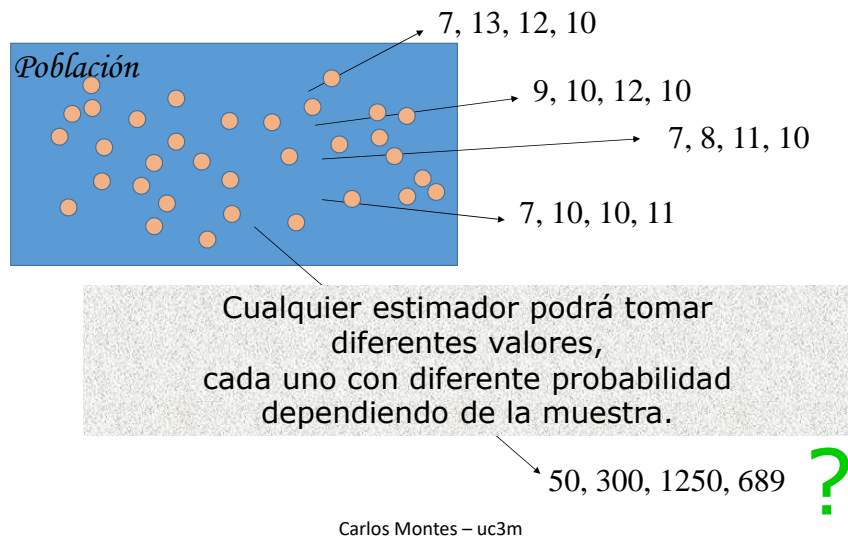 7, 13, 12, 10
Población
9, 10, 12, 10
7, 8, 11, 10
7, 10, 10, 11
Cualquier estimador podrá tomar
diferentes valores,
cada uno con diferente probabilidad
dependiendo de la muestra.
50, 300, 1250, 689 ?
Carlos Montes – uc3m